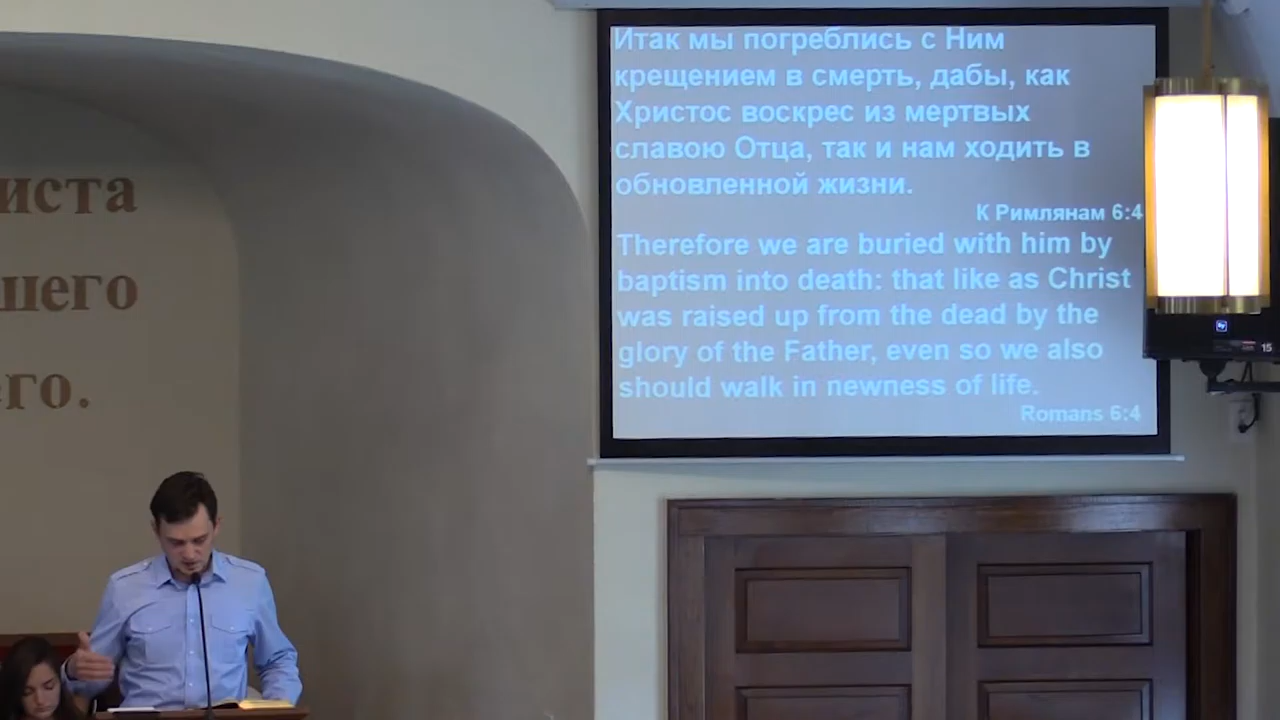 иста
шего
его.
Итак мы погреблись с Ним
крещением в смерть, дабы, как
Христос воскрес из мертвых
славою Отца, так и нам ходить в
обновленной жизни.
К Римлянам 6:4
Therefore we are buried with him by
baptism into death: that like as Christ
was raised up from the dead by the
glory of the Father, even so we also
should walk in newness of life.
Romans 6:4
15